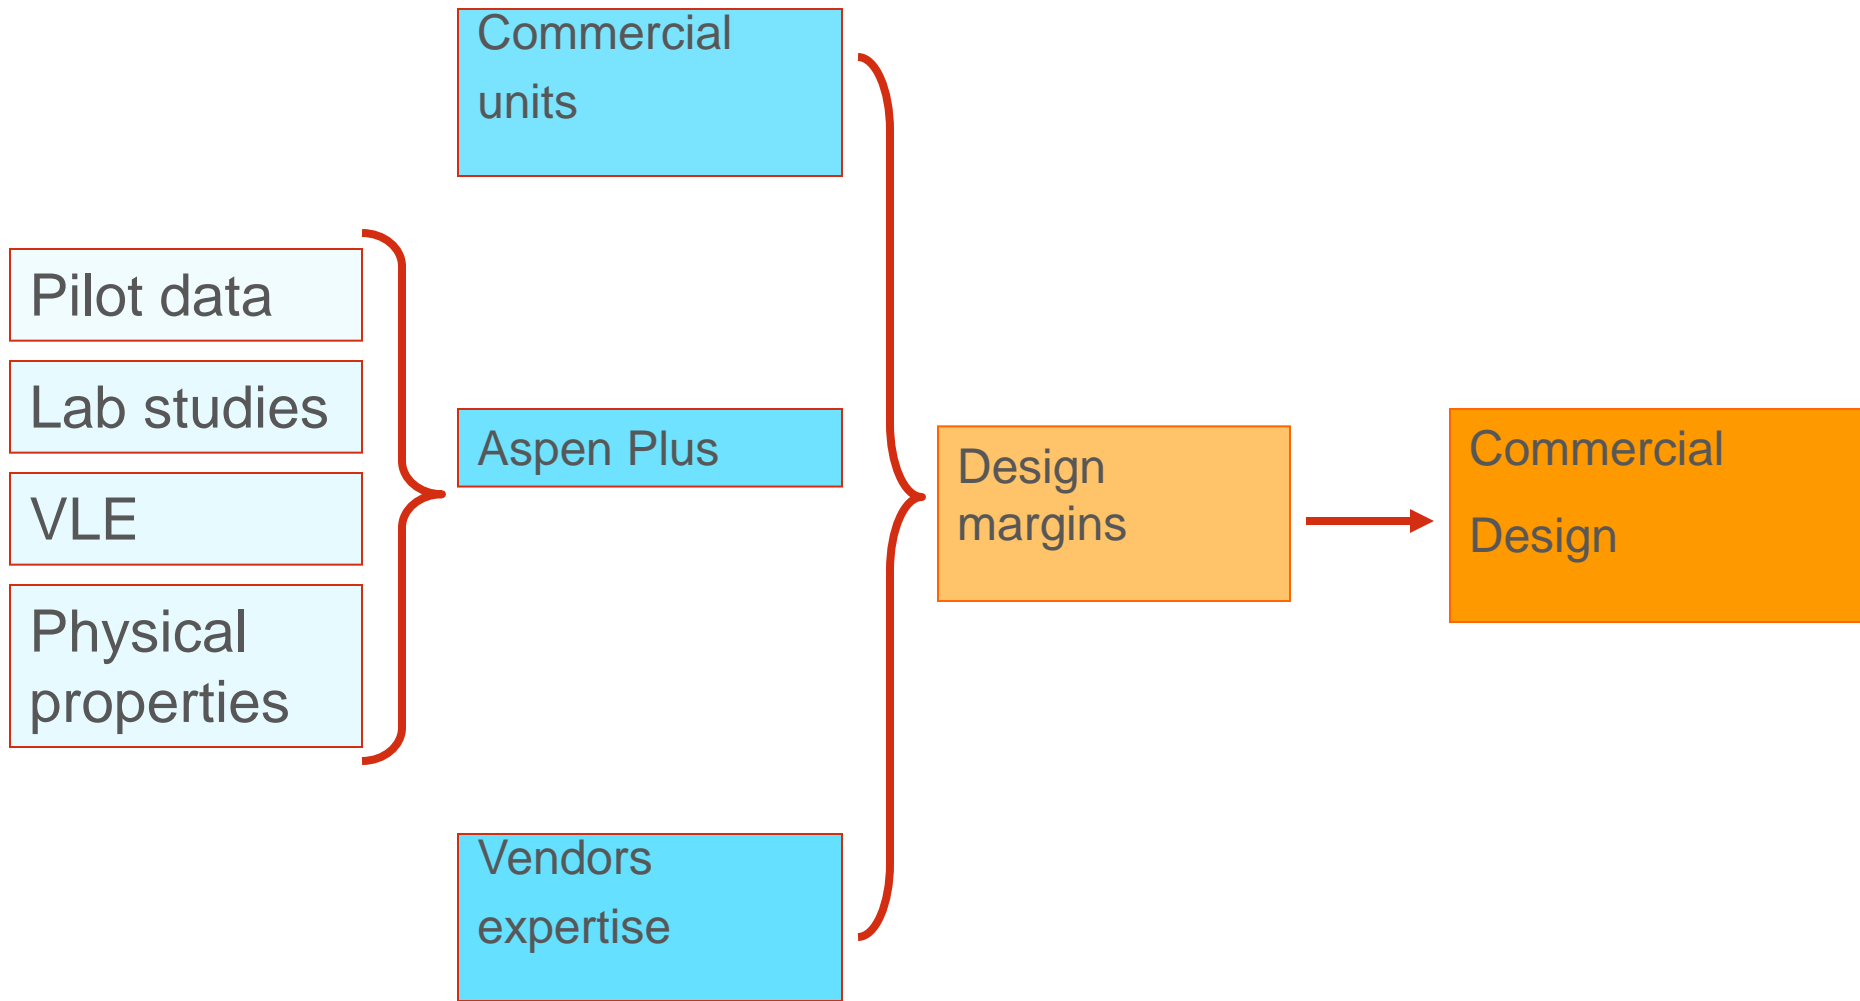 Commercial
units
Pilot data
Lab studies
VLE
Physical
properties
Aspen Plus
Vendors
expertise
Design
margins
Commercial
Design